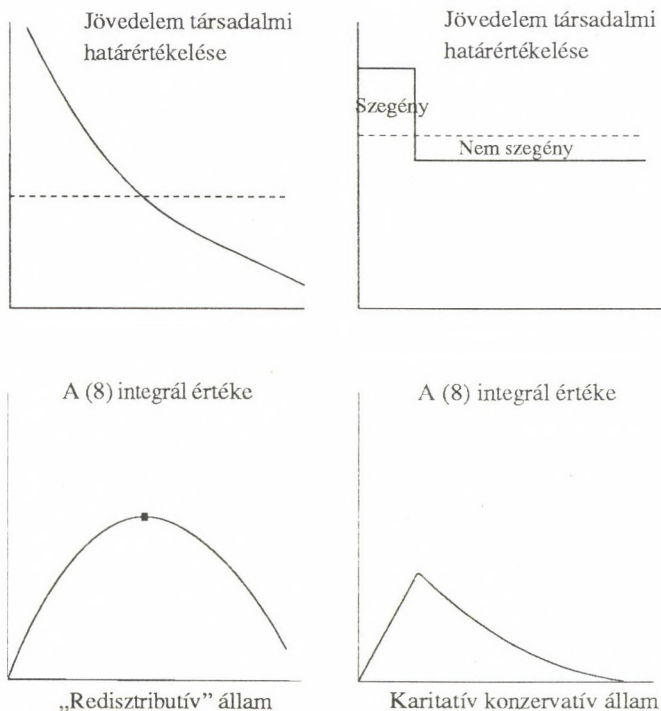 Jövedelem társadalmi
határértékelése
Jövedelem társadalmi
határértékelése
Szegény
Nem szegény
A (8) integrál értéke
A (8) integrál értéke
„Redisztributív” állam
Karitatív konzervatív állam